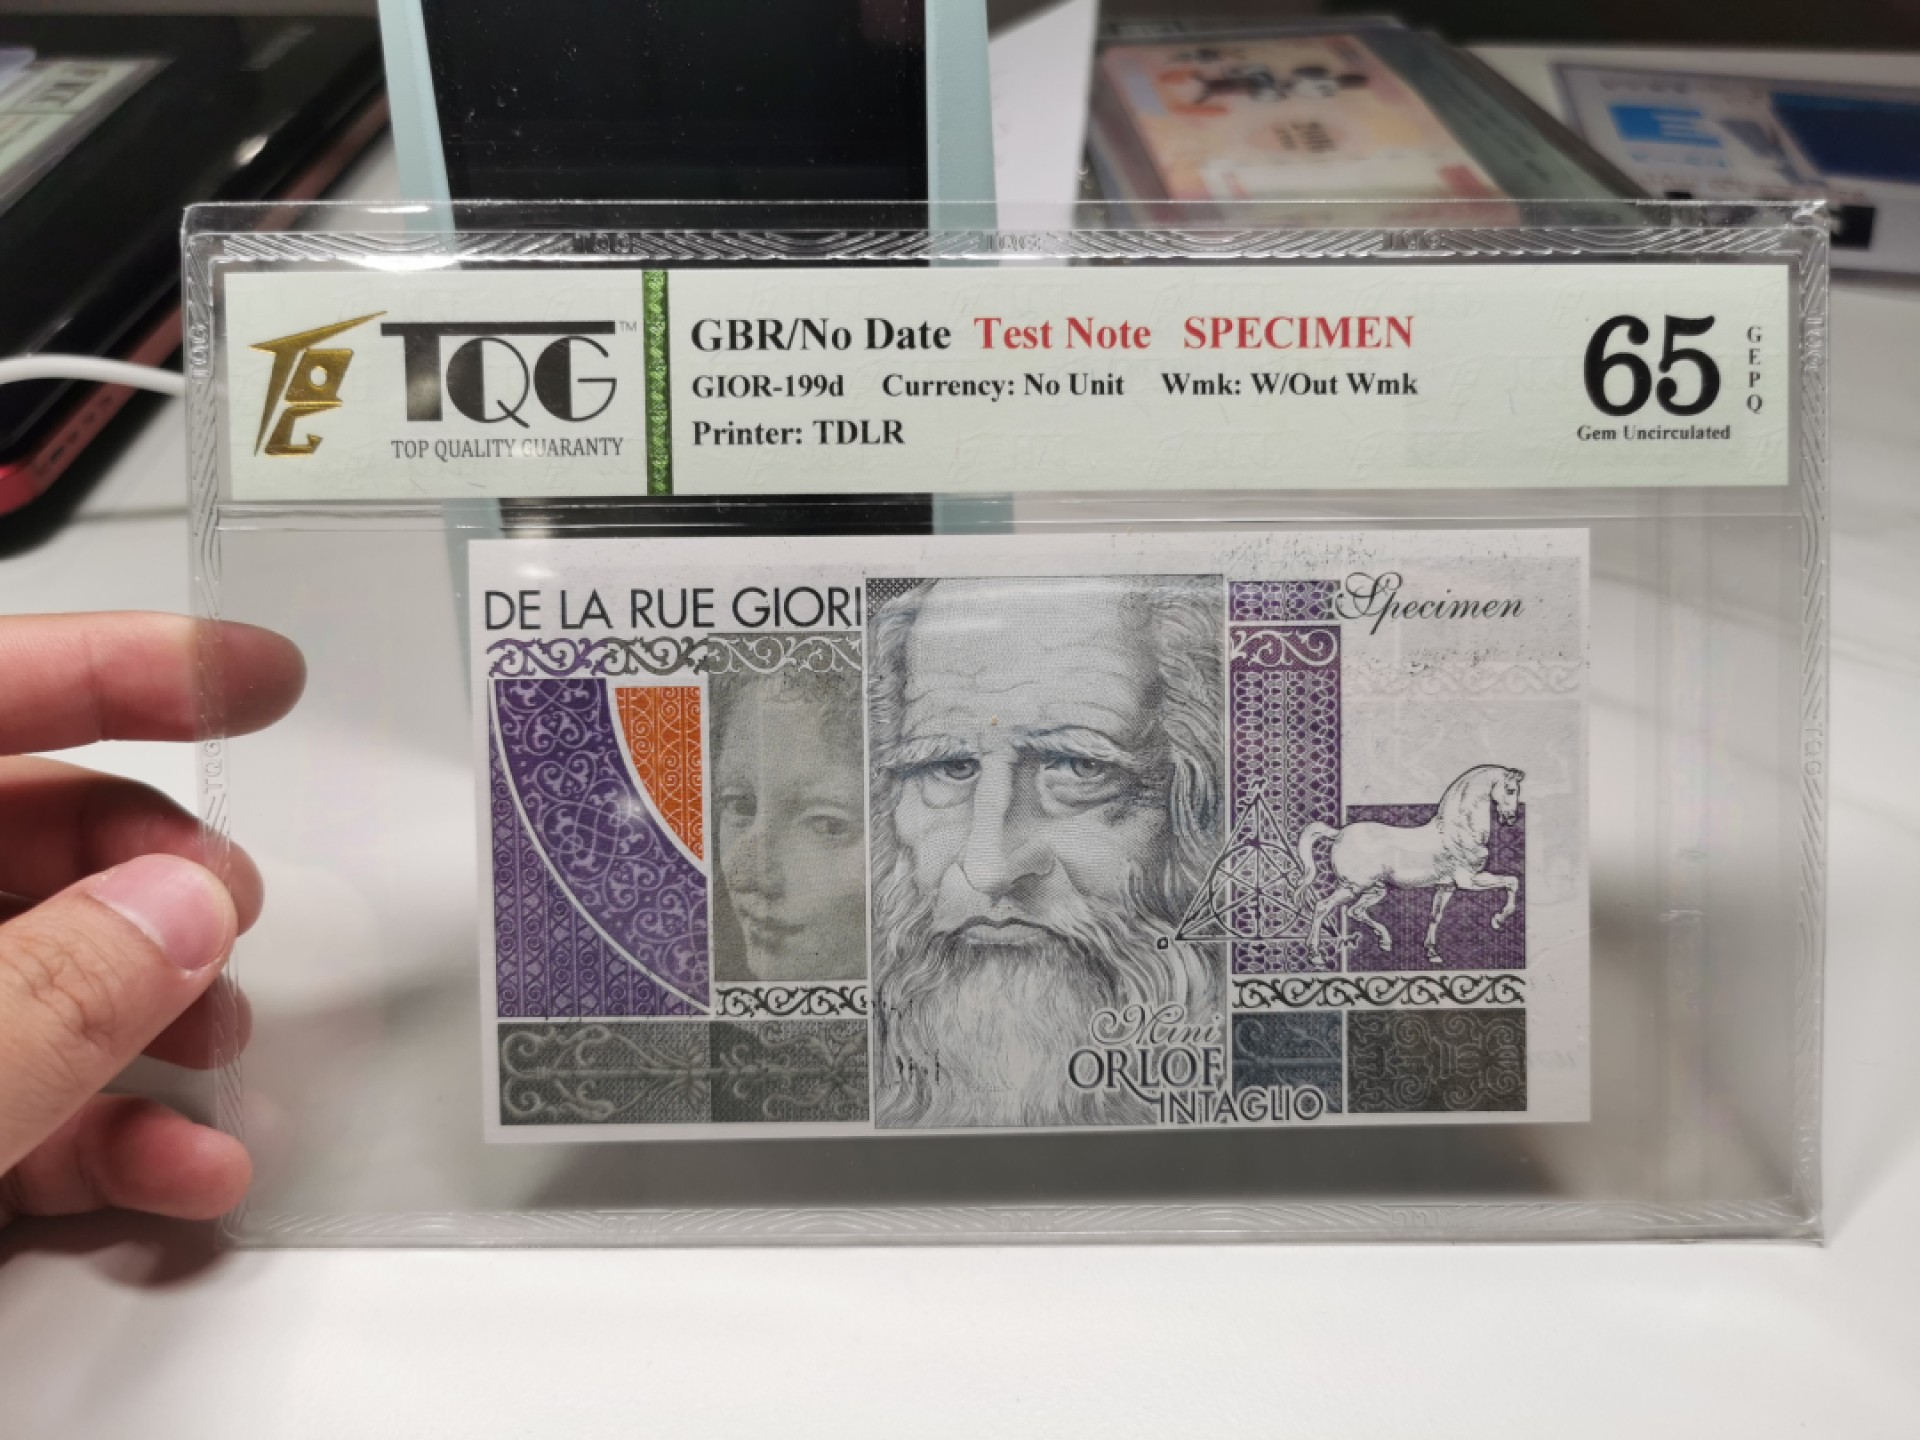 TQG™
TOP QUALITY GUARANTY
GBR/No Date Test Note SPECIMEN
GIOR-199d Currency: No Unit Wmk: W/Out Wmk
Printer: TDLR
65
GEPQ
Gem Uncirculated
DE LA RUE GIORI
Specimen
Mini
ORLOF
INTAGLIO